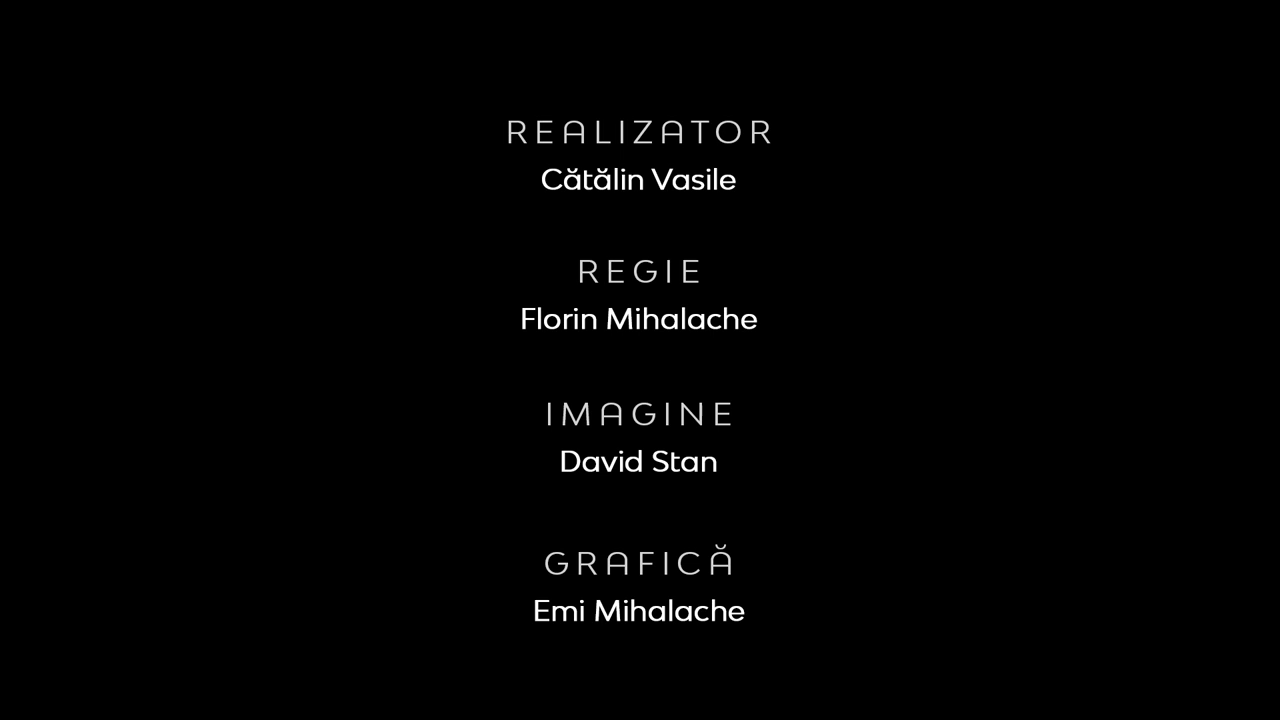 REALIZATOR
Cătălin Vasile
REGIE
Florin Mihalache
IMAGINE
David Stan
GRAFICĂ
Emi Mihalache